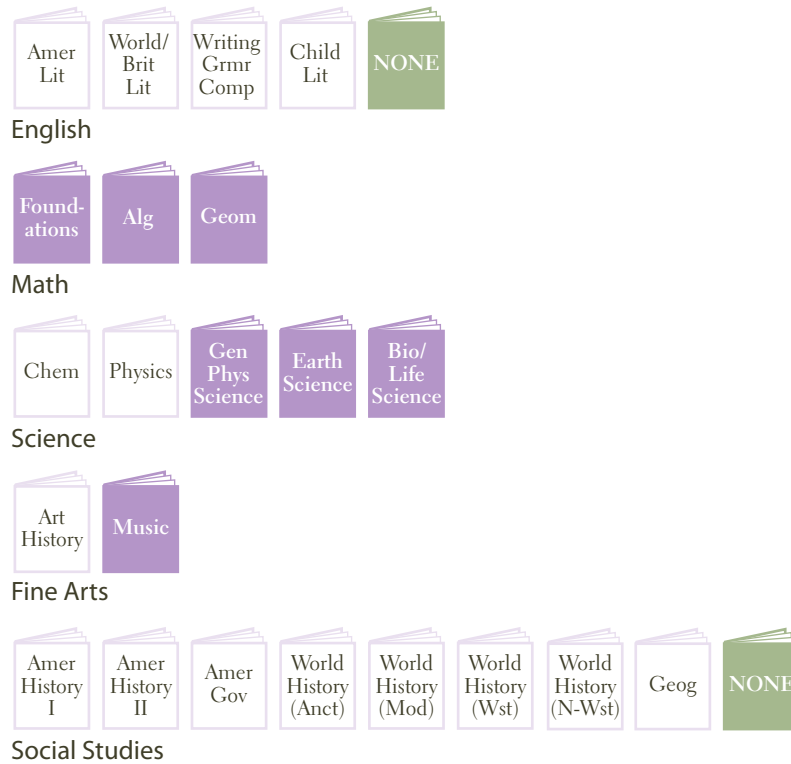 Amer
Lit
World/
Brit
Lit
Writing
Grmr
Comp
Child
Lit
NONE
English
Found-
ations
Alg
Geom
Math
Chem
Physics
Gen
Phys
Science
Earth
Science
Bio/
Life
Science
Science
Art
History
Music
Fine Arts
Amer
History
I
Amer
History
II
Amer
Gov
World
History
(Anct)
World
History
(Mod)
World
History
(Wst)
World
History
(N-Wst)
Geog
NONE
Social Studies